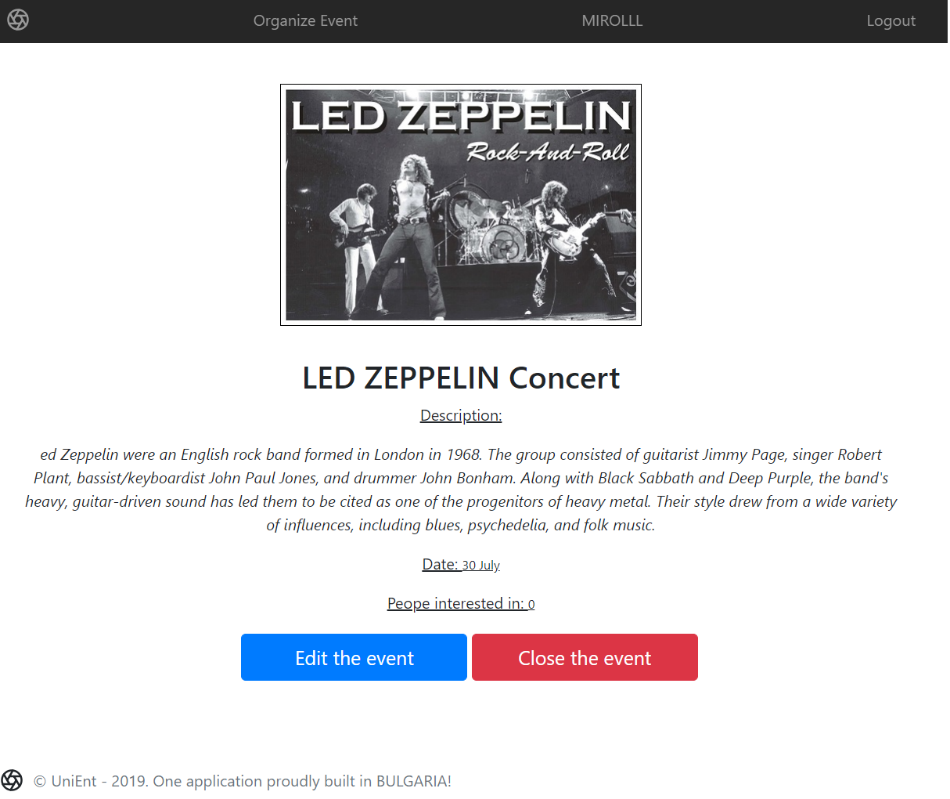 Organize Event MIROLLL Logout
LED ZEPPELIN
Rock-And-Roll
LED ZEPPELIN Concert
Description:
ed Zeppelin were an English rock band formed in London in 1968. The group consisted of guitarist Jimmy Page, singer Robert
Plant, bassist/keyboardist John Paul Jones, and drummer John Bonham. Along with Black Sabbath and Deep Purple, the band's
heavy, guitar-driven sound has led them to be cited as one of the progenitors of heavy metal. Their style drew from a wide variety
of influences, including blues, psychedelia, and folk music.
Date: 30 July
Peope interested in: 0
Edit the event Close the event
© UniEnt - 2019. One application proudly built in BULGARIA!